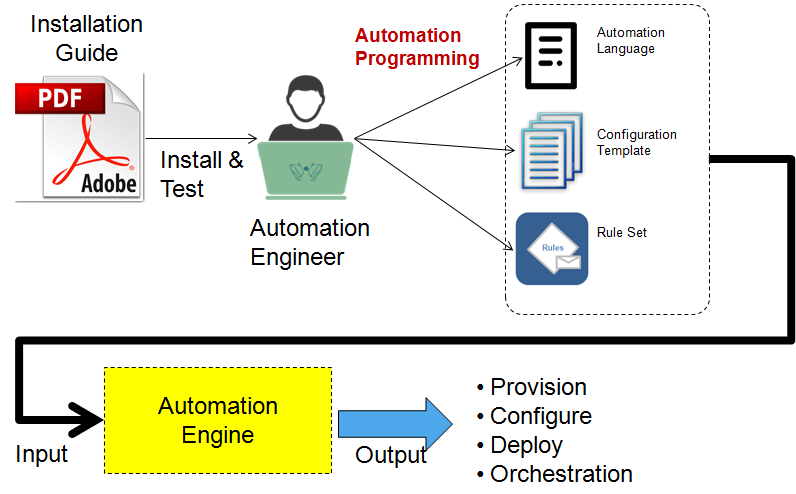 Installation
Guide
PDF
Adobe
Install &
Test
Automation
Engineer
Automation
Programming
Automation
Language
Configuration
Template
Rules
Rule Set
Input
Automation
Engine
Output
• Provision
• Configure
• Deploy
• Orchestration